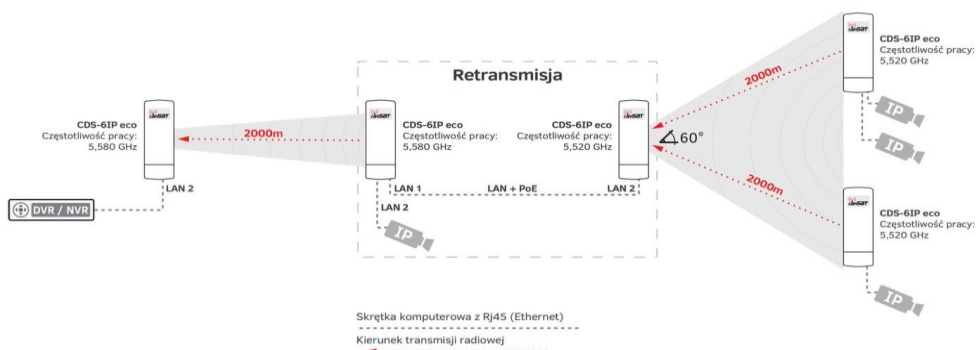 Retransmisja
CDS-6IP eco
Częstotliwość pracy:
5,580 GHz
LAN 2
DVR / NVR
2000m
CDS-6IP eco
Częstotliwość pracy:
5,580 GHz
LAN 1
LAN 2
IP
LAN + PoE
CDS-6IP eco
Częstotliwość pracy:
5,520 GHz
LAN 2
60°
2000m
2000m
CDS-6IP eco
Częstotliwość pracy:
5,520 GHz
IP
IP
CDS-6IP eco
Częstotliwość pracy:
5,520 GHz
IP
Skrętka komputerowa z Rj45 (Ethernet)
Kierunek transmisji radiowej